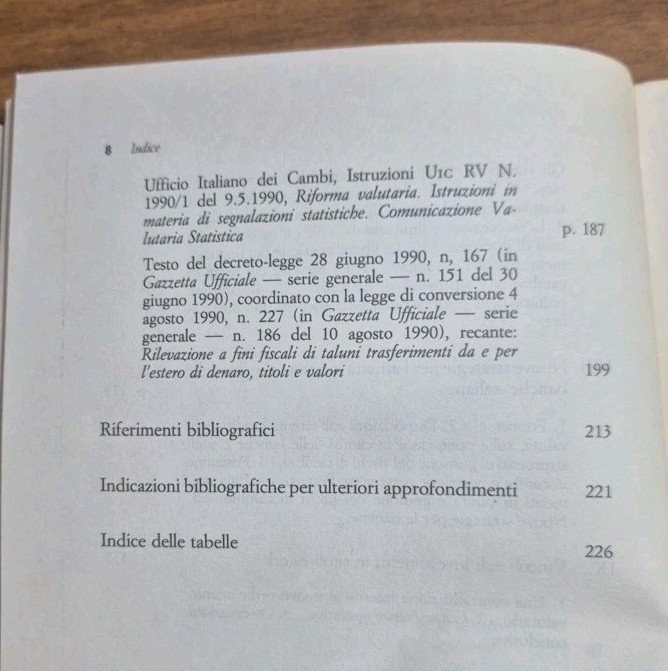 8 Indice
Ufficio Italiano dei Cambi, Istruzioni UIC RV N.
1990/1 del 9.5.1990, Riforma valutaria. Istruzioni in
materia di segnalazioni statistiche. Comunicazione Va-
lutaria Statistica p. 187
Testo del decreto-legge 28 giugno 1990, n, 167 (in
Gazzetta Ufficiale — serie generale — n. 151 del 30
giugno 1990), coordinato con la legge di conversione 4
agosto 1990, n. 227 (in Gazzetta Ufficiale — serie
generale — n. 186 del 10 agosto 1990), recante:
Rilevazione a fini fiscali di taluni trasferimenti da e per
l'estero di denaro, titoli e valori 199
Riferimenti bibliografici 213
Indicazioni bibliografiche per ulteriori approfondimenti 221
Indice delle tabelle 226